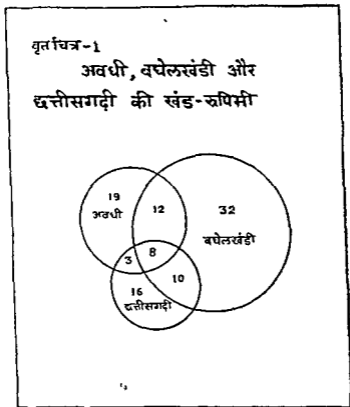 वृत्तचित्र-1
अवधी, बघेलखंडी और
छत्तीसगढ़ी की खंड-रूपिमी
19
अवधी
12
32
बघेलखंडी
3
8
16
10
छत्तीसगढ़ी